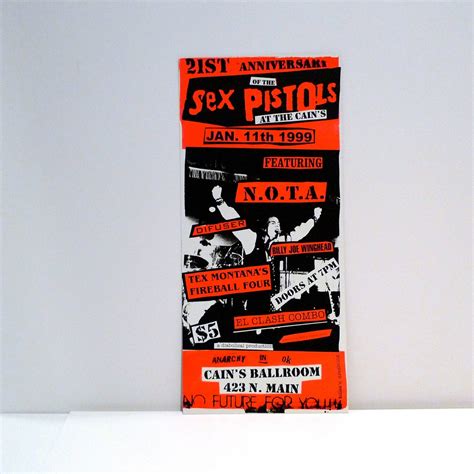 21ST ANNIVERSARY
OF THE
SEX PISTOLS
AT THE CAIN'S
JAN. 11th 1999
FEATURING
N.O.T.A.
DIFUSER
BILLY JOE WINGHEAD
TEX MONTANA'S
FIREBALL FOUR
DOORS AT 7PM
EL CLASH COMBO
$5
a diabolical production
ANARCHY IN OK
CAIN'S BALLROOM
423 N. MAIN
NO FUTURE FOR YOU!